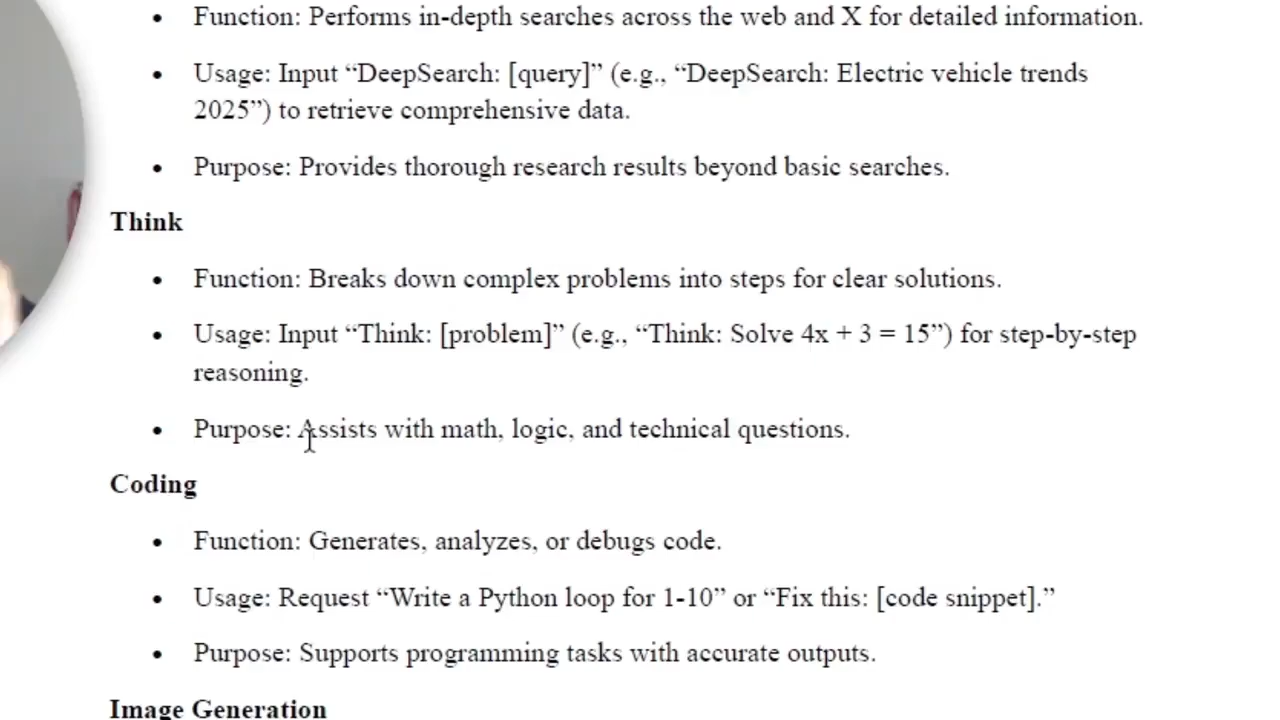 • Function: Performs in-depth searches across the web and X for detailed information.
• Usage: Input “DeepSearch: [query]” (e.g., “DeepSearch: Electric vehicle trends
2025”) to retrieve comprehensive data.
• Purpose: Provides thorough research results beyond basic searches.
Think
• Function: Breaks down complex problems into steps for clear solutions.
• Usage: Input “Think: [problem]” (e.g., “Think: Solve 4x + 3 = 15”) for step-by-step
reasoning.
• Purpose: Assists with math, logic, and technical questions.
Coding
• Function: Generates, analyzes, or debugs code.
• Usage: Request “Write a Python loop for 1-10” or “Fix this: [code snippet].”
• Purpose: Supports programming tasks with accurate outputs.
Image Generation